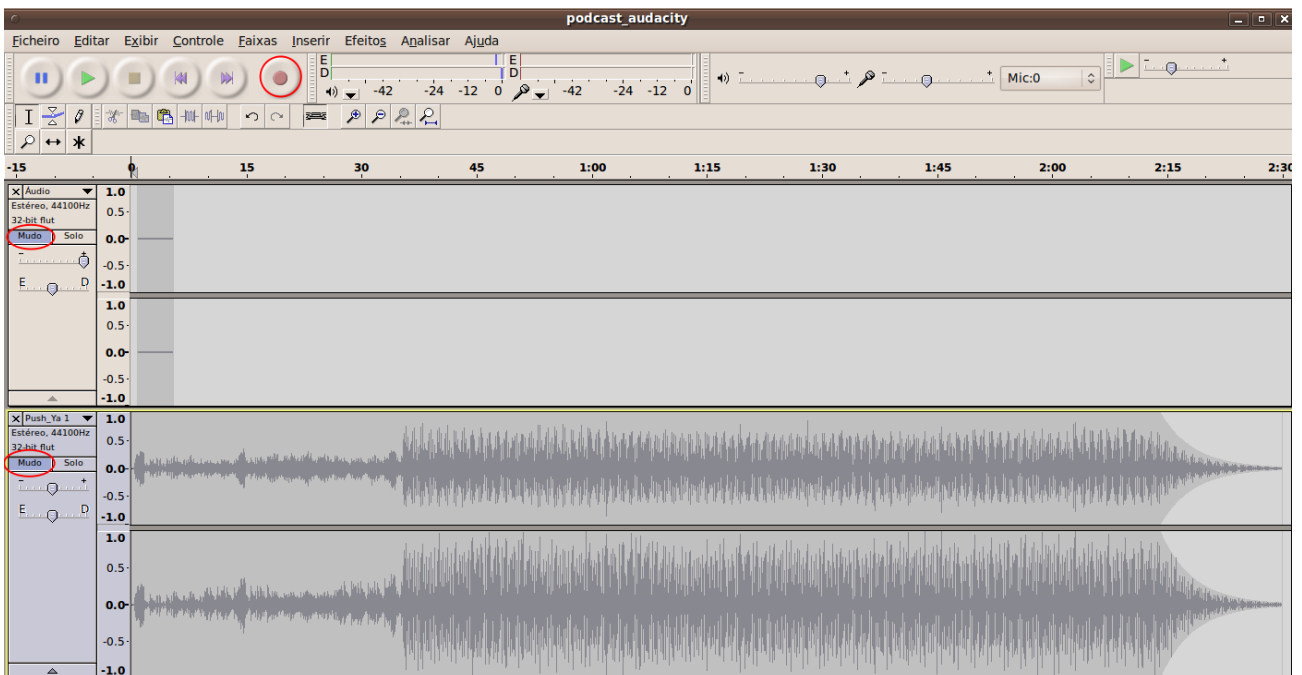 podcast_audacity
Ficheiro Editar Exibir Controle Faixas Inserir Efeitos Analisar Ajuda
E E
D D
-42 -24 -12 0 -42 -24 -12 0 Mic:0
-15 0 15 30 45 1:00 1:15 1:30 1:45 2:00 2:15 2:30
Áudio
Estéreo, 44100Hz
32-bit flut
Mudo Solo
- +
E D
1.0
0.5
0.0
-0.5
-1.0
1.0
0.5
0.0
-0.5
-1.0
Push_Ya 1
Estéreo, 44100Hz
32-bit flut
Mudo Solo
- +
E D
1.0
0.5
0.0
-0.5
-1.0
1.0
0.5
0.0
-0.5
-1.0